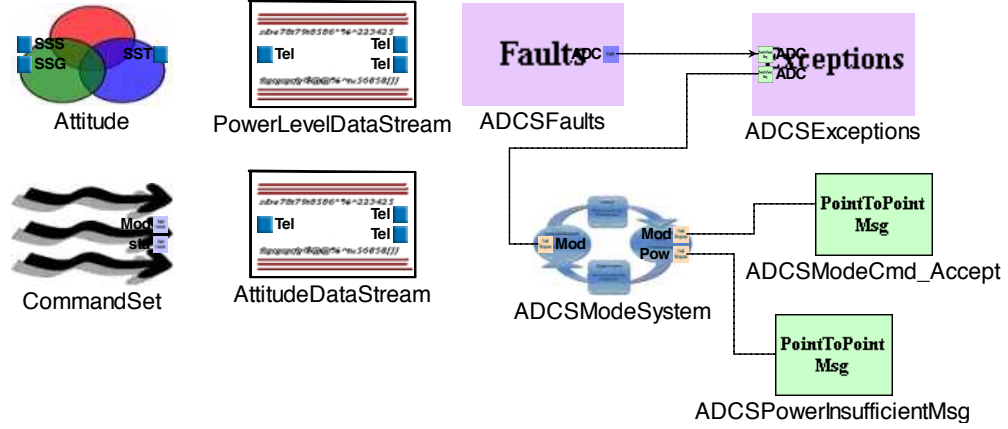 SSS
SSG
SST
Attitude
Tel
Tel
Tel
PowerLevelDataStream
Faults
ADC
ADCSFaults
ADC
ADC
Exceptions
ADCSExceptions
Mod
sta
CommandSet
Tel
Tel
Tel
AttitudeDataStream
Mod
Mod
Pow
ADCSModeSystem
PointToPoint
Msg
ADCSModeCmd_Accept
PointToPoint
Msg
ADCSPowerInsufficientMsg